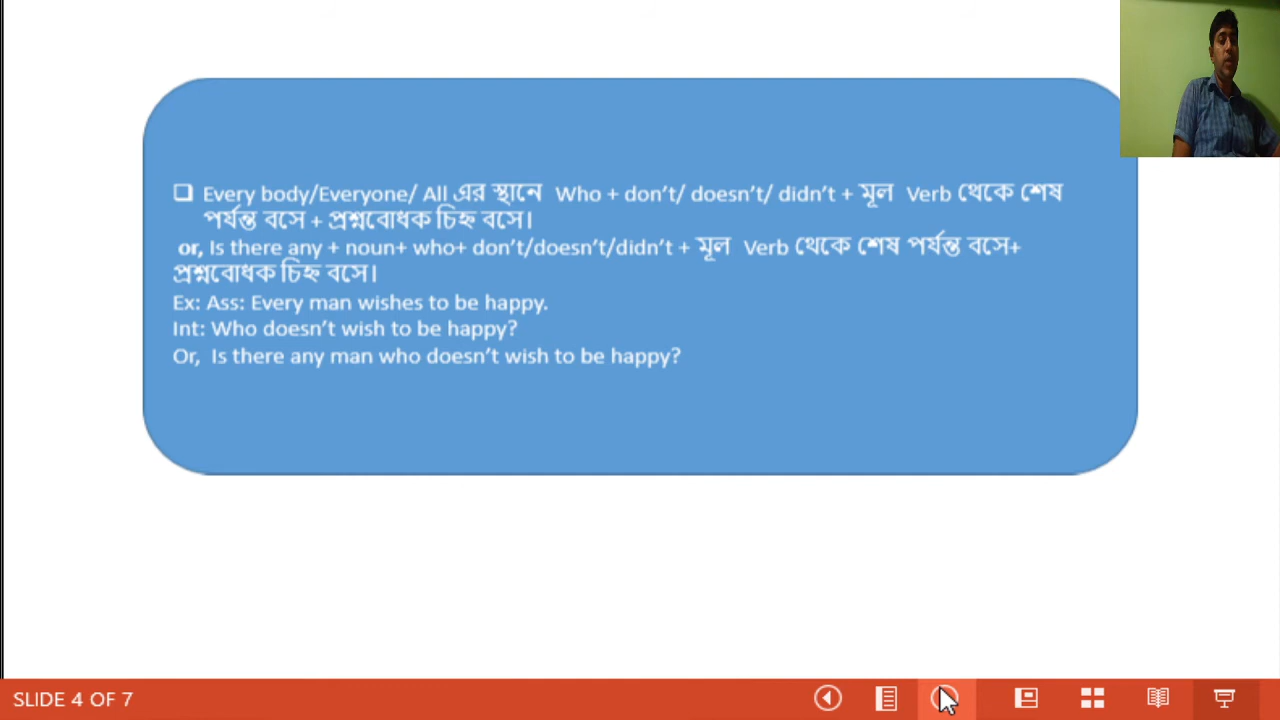 ❑ Every body/Everyone/ All এর স্থানে Who + don't/ doesn't/ didn't + মূল Verb থেকে শেষ
পর্যন্ত বসে + প্রশ্নবোধক চিহ্ন বসে।
or, Is there any + noun+ who+ don't/doesn't/didn't + মূল Verb থেকে শেষ পর্যন্ত বসে+
প্রশ্নবোধক চিহ্ন বসে।
Ex: Ass: Every man wishes to be happy.
Int: Who doesn't wish to be happy?
Or, Is there any man who doesn't wish to be happy?
SLIDE 4 OF 7